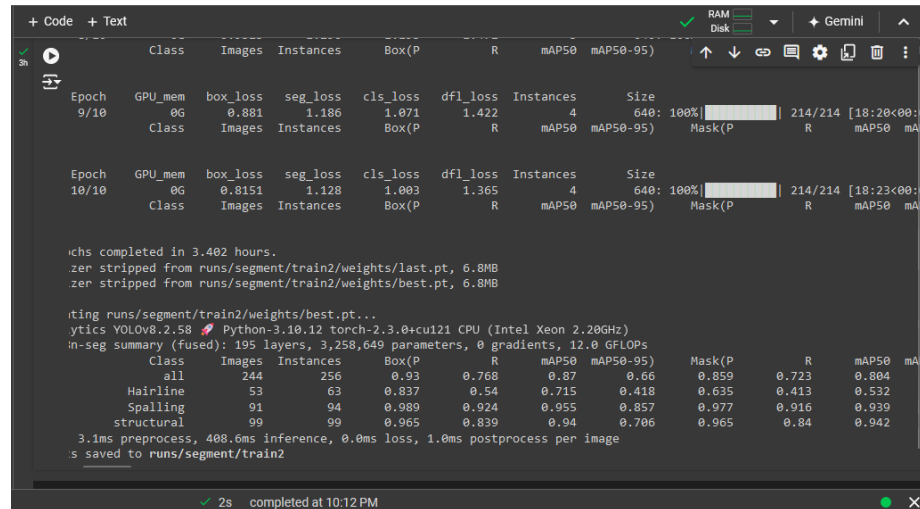 + Code + Text
RAM
Disk
Gemini
3h
Class Images Instances Box(P R mAP50 mAP50-95)
Epoch GPU_mem box_loss seg_loss cls_loss dfl_loss Instances Size
9/10 0G 0.881 1.186 1.071 1.422 4 640: 100%| | 214/214 [18:20<00:
Class Images Instances Box(P R mAP50 mAP50-95) Mask(P R mAP50 mA
Epoch GPU_mem box_loss seg_loss cls_loss dfl_loss Instances Size
10/10 0G 0.8151 1.128 1.003 1.365 4 640: 100%| | 214/214 [18:23<00:
Class Images Instances Box(P R mAP50 mAP50-95) Mask(P R mAP50 mA
ochs completed in 3.402 hours.
zer stripped from runs/segment/train2/weights/last.pt, 6.8MB
zer stripped from runs/segment/train2/weights/best.pt, 6.8MB
ting runs/segment/train2/weights/best.pt...
ytics YOLOv8.2.58 🚀 Python-3.10.12 torch-2.3.0+cu121 CPU (Intel Xeon 2.20GHz)
n-seg summary (fused): 195 layers, 3,258,649 parameters, 0 gradients, 12.0 GFLOPs
Class Images Instances Box(P R mAP50 mAP50-95) Mask(P R mAP50 mA
all 244 256 0.93 0.768 0.87 0.66 0.859 0.723 0.804
Hairline 53 63 0.837 0.54 0.715 0.418 0.635 0.413 0.532
Spalling 91 94 0.989 0.924 0.955 0.857 0.977 0.916 0.939
structural 99 99 0.965 0.839 0.94 0.706 0.965 0.84 0.942
3.1ms preprocess, 408.6ms inference, 0.0ms loss, 1.0ms postprocess per image
s saved to runs/segment/train2
2s completed at 10:12 PM